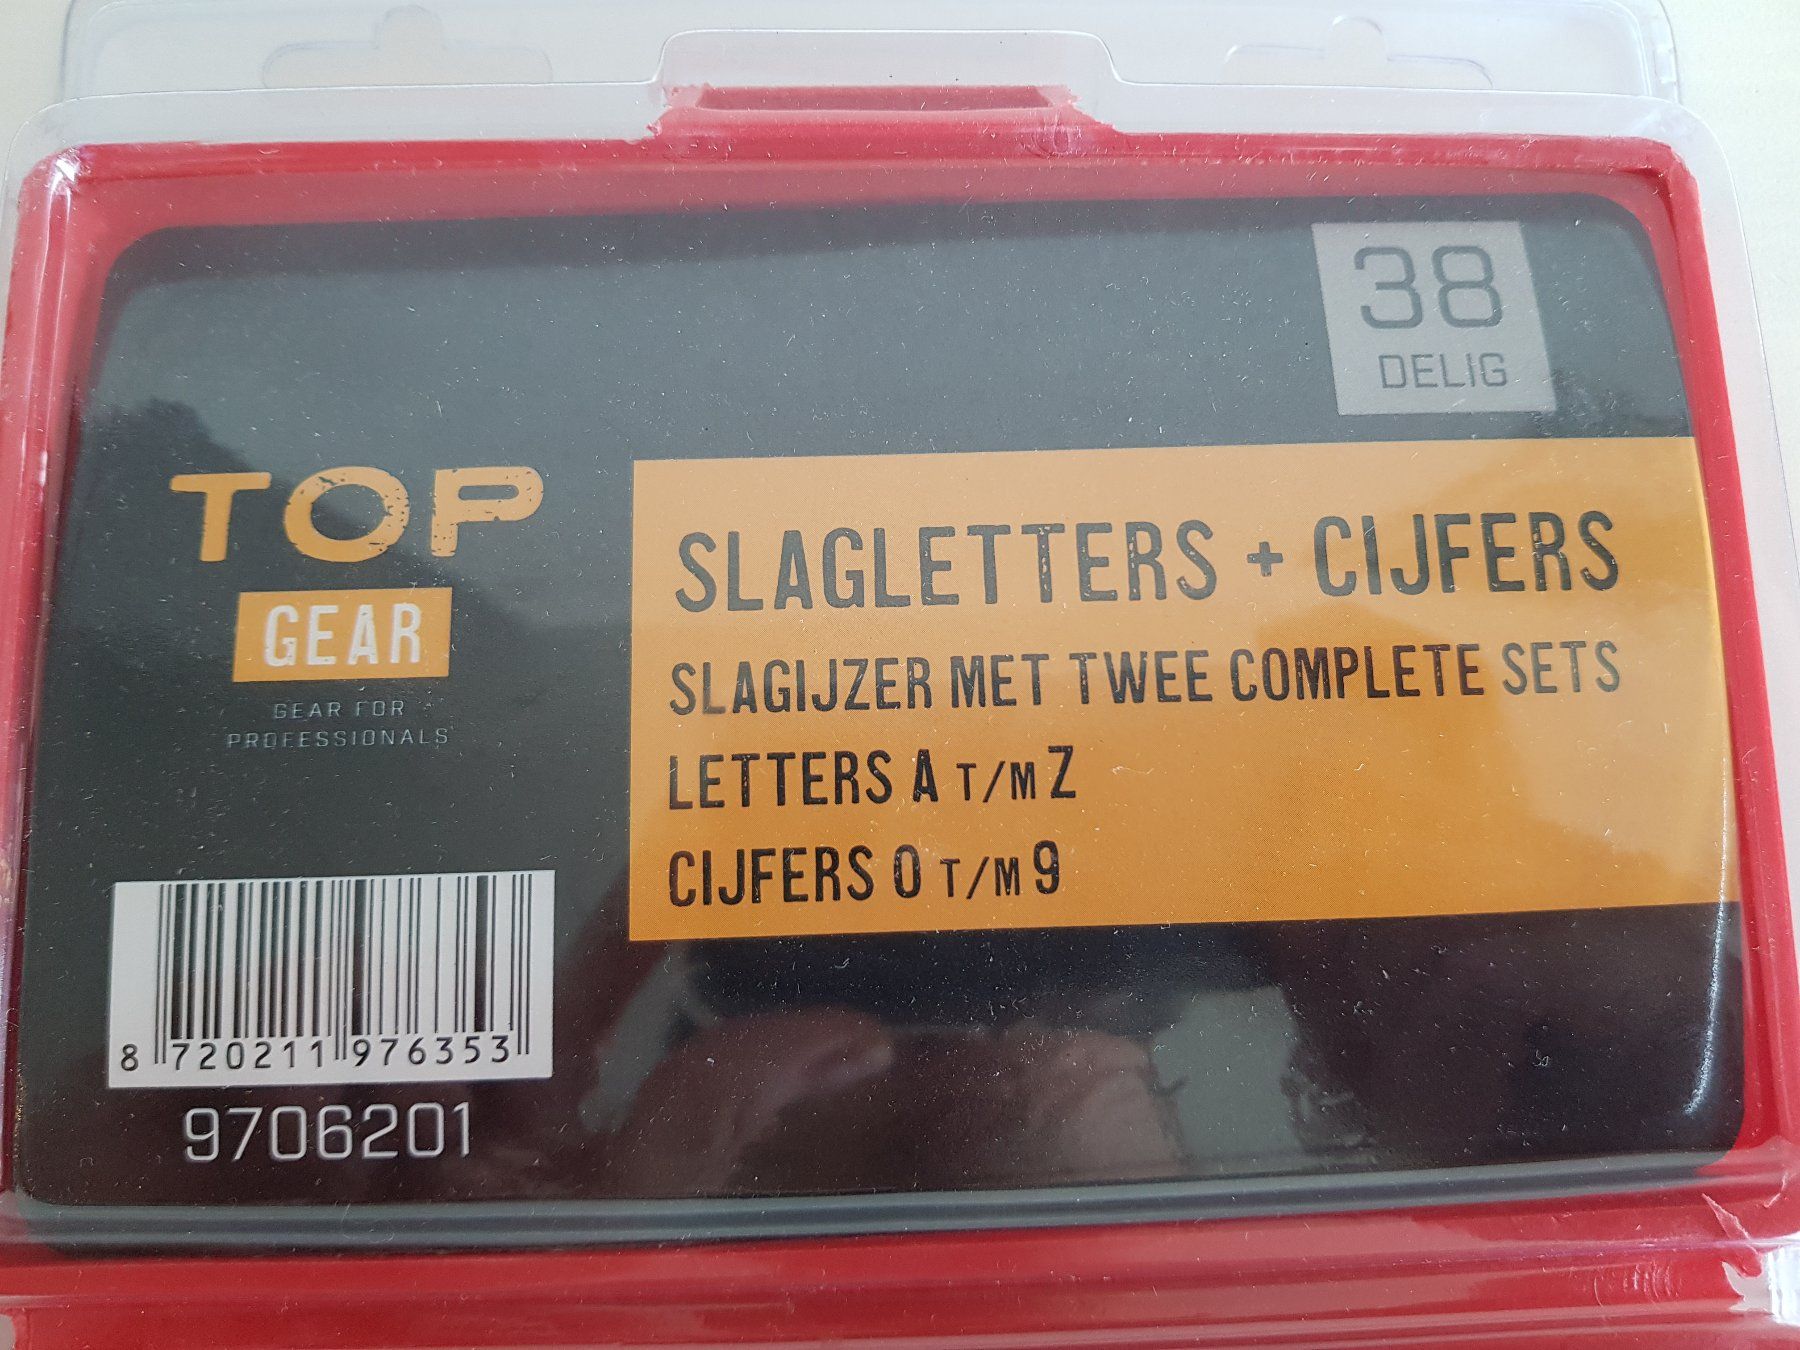 38
DELIG
TOP
GEAR
GEAR FOR
PROFESSIONALS
SLAGLETTERS + CIJFERS
SLAGIJZER MET TWEE COMPLETE SETS
LETTERS A T/M Z
CIJFERS 0 T/M 9
8 720211 976353
9706201